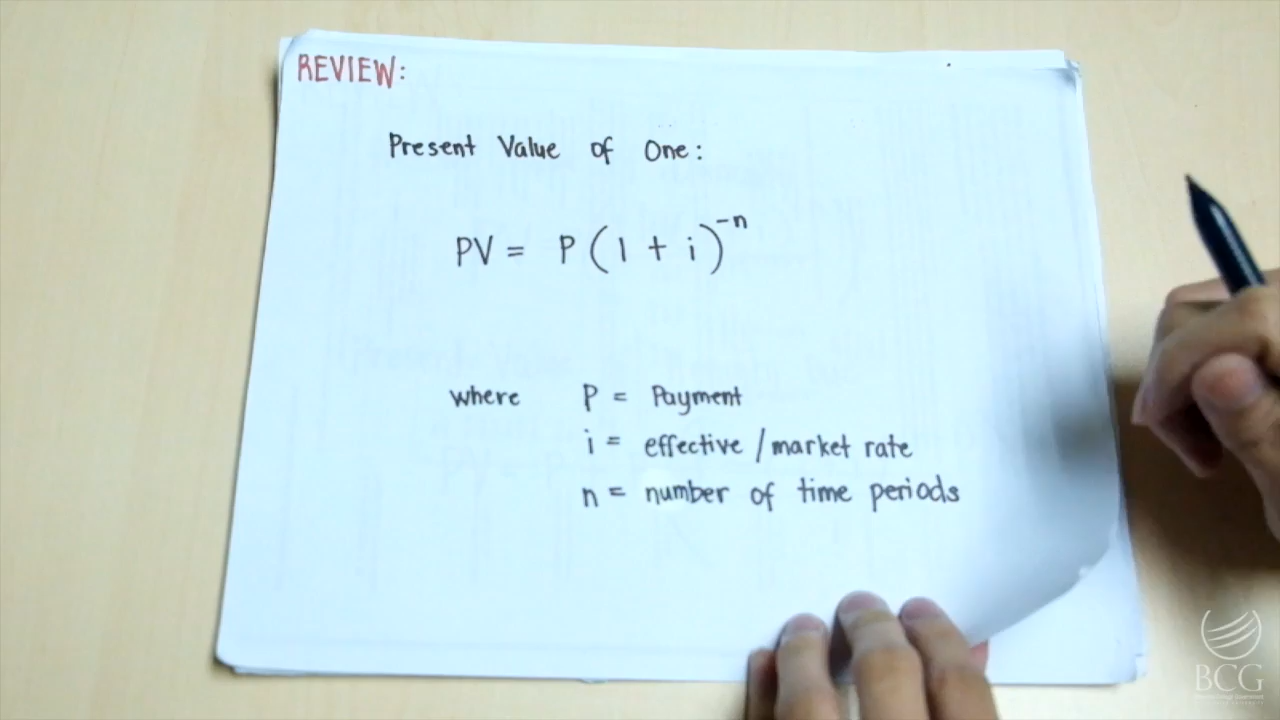 REVIEW:
Present Value of One:
PV = P(1 + i)⁻ⁿ
where P = Payment
i = effective/market rate
n = number of time periods
BCG